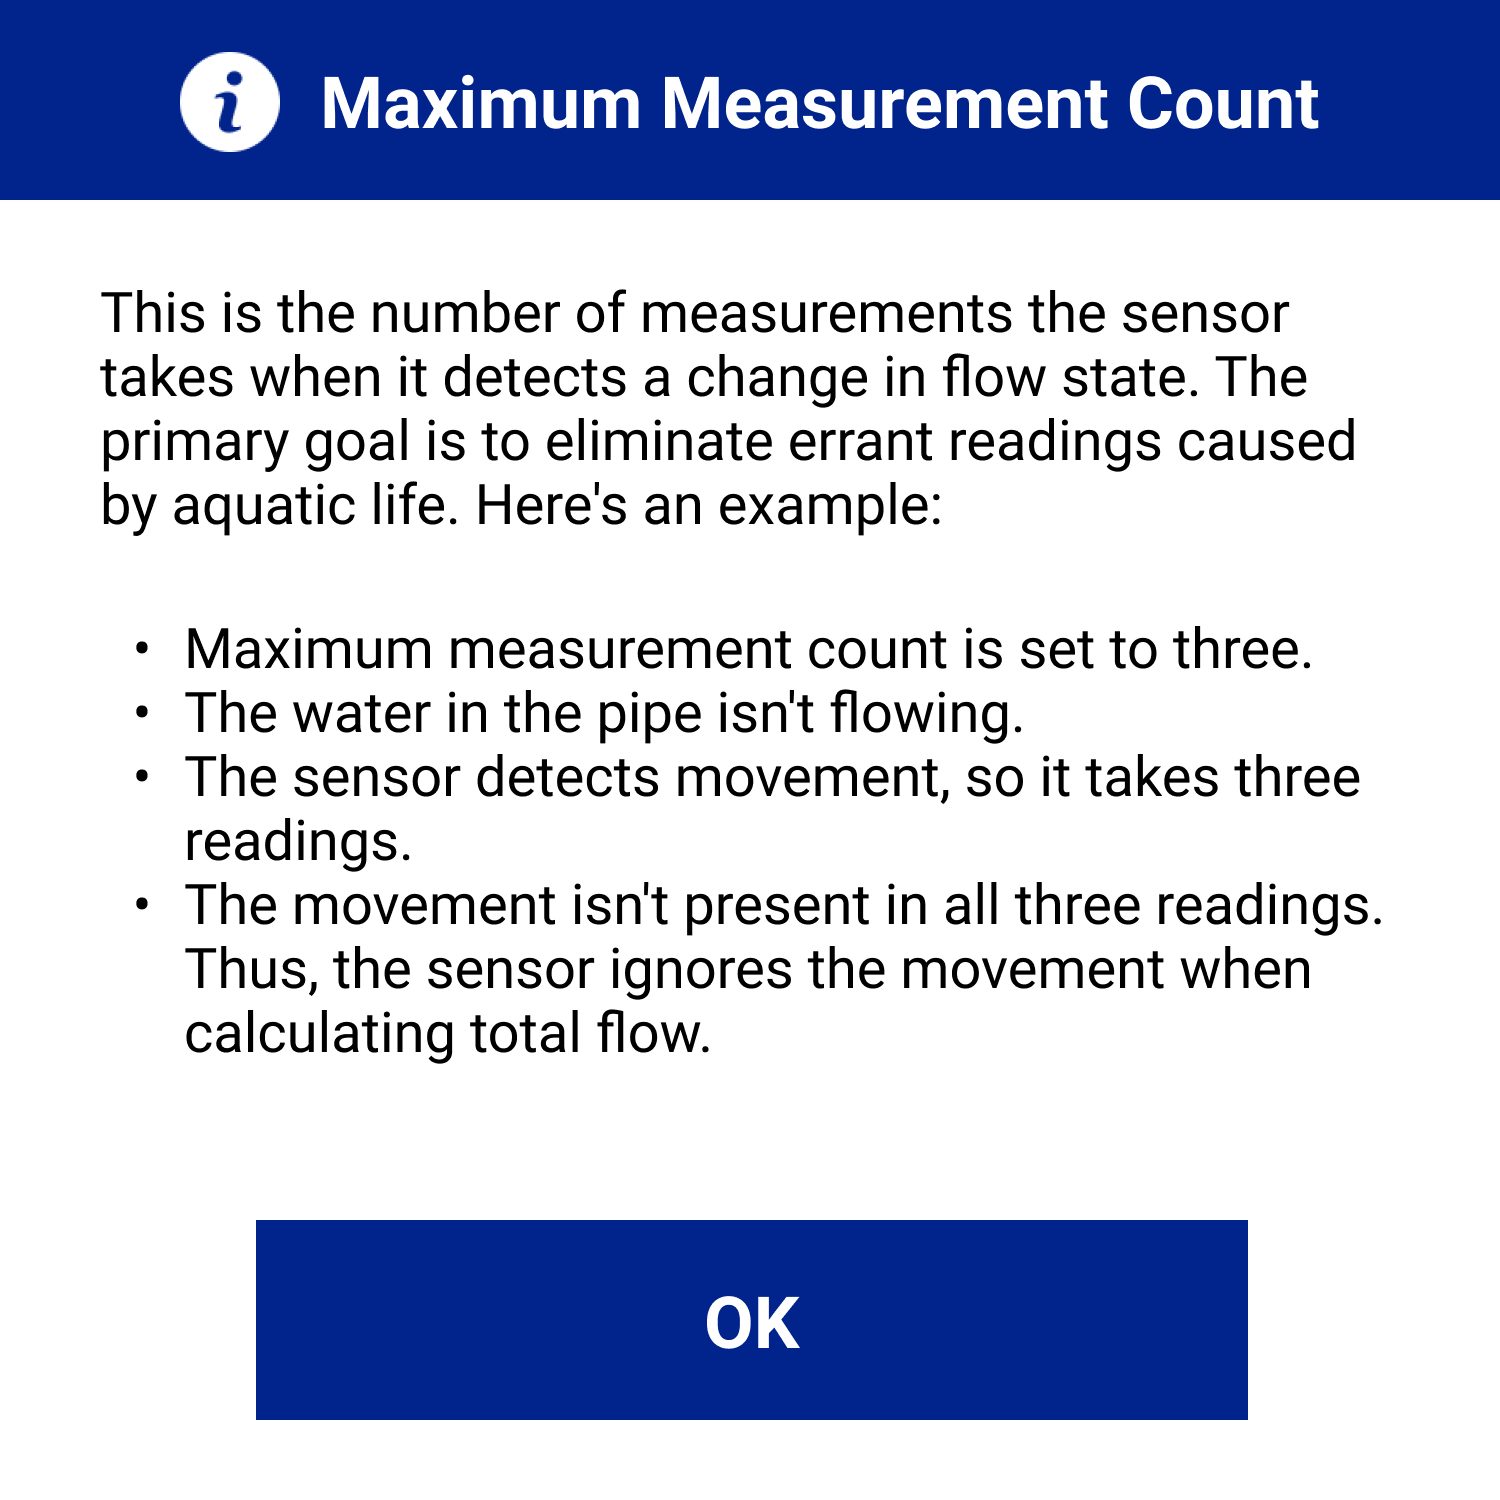 i Maximum Measurement Count
This is the number of measurements the sensor
takes when it detects a change in flow state. The
primary goal is to eliminate errant readings caused
by aquatic life. Here's an example:
• Maximum measurement count is set to three.
• The water in the pipe isn't flowing.
• The sensor detects movement, so it takes three
readings.
• The movement isn't present in all three readings.
Thus, the sensor ignores the movement when
calculating total flow.
OK